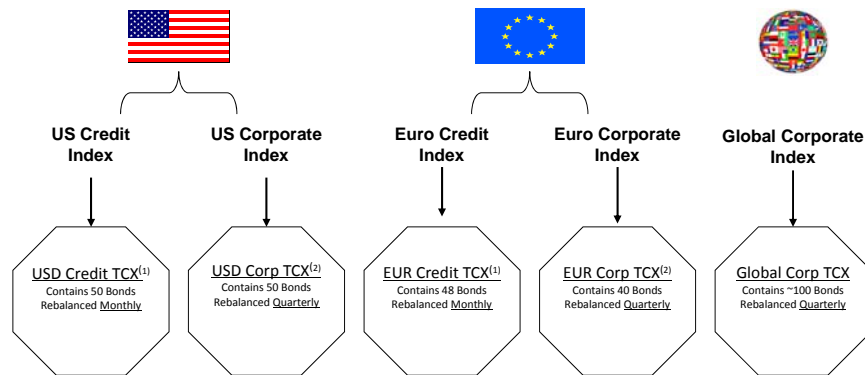 US Credit
Index
US Corporate
Index
Euro Credit
Index
Euro Corporate
Index
Global Corporate
Index
USD Credit TCX(1)
Contains 50 Bonds
Rebalanced Monthly
USD Corp TCX(2)
Contains 50 Bonds
Rebalanced Quarterly
EUR Credit TCX(1)
Contains 48 Bonds
Rebalanced Monthly
EUR Corp TCX(2)
Contains 40 Bonds
Rebalanced Quarterly
Global Corp TCX
Contains ~100 Bonds
Rebalanced Quarterly